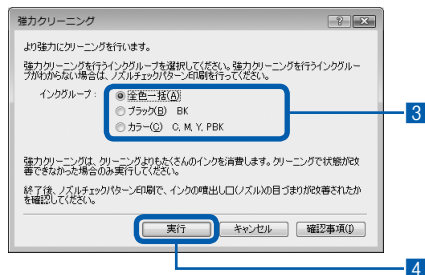 強力クリーニング
より強力にクリーニングを行います。
強力クリーニングを行うインクグループを選択してください。強力クリーニングを行うインクグルー
プがわからない場合は、ノズルチェックパターン印刷を行ってください。
インクグループ：
全色一括(A)
ブラック(B) BK
カラー(C) C, M, Y, PBK
3
強力クリーニングは、クリーニングよりもたくさんのインクを消費します。クリーニングで状態が改
善できなかった場合のみ実行してください。
終了後、ノズルチェックパターン印刷で、インクの噴出し口(ノズル)の目づまりが改善されたか
を確認してください。
実行 キャンセル 確認事項(I)
4